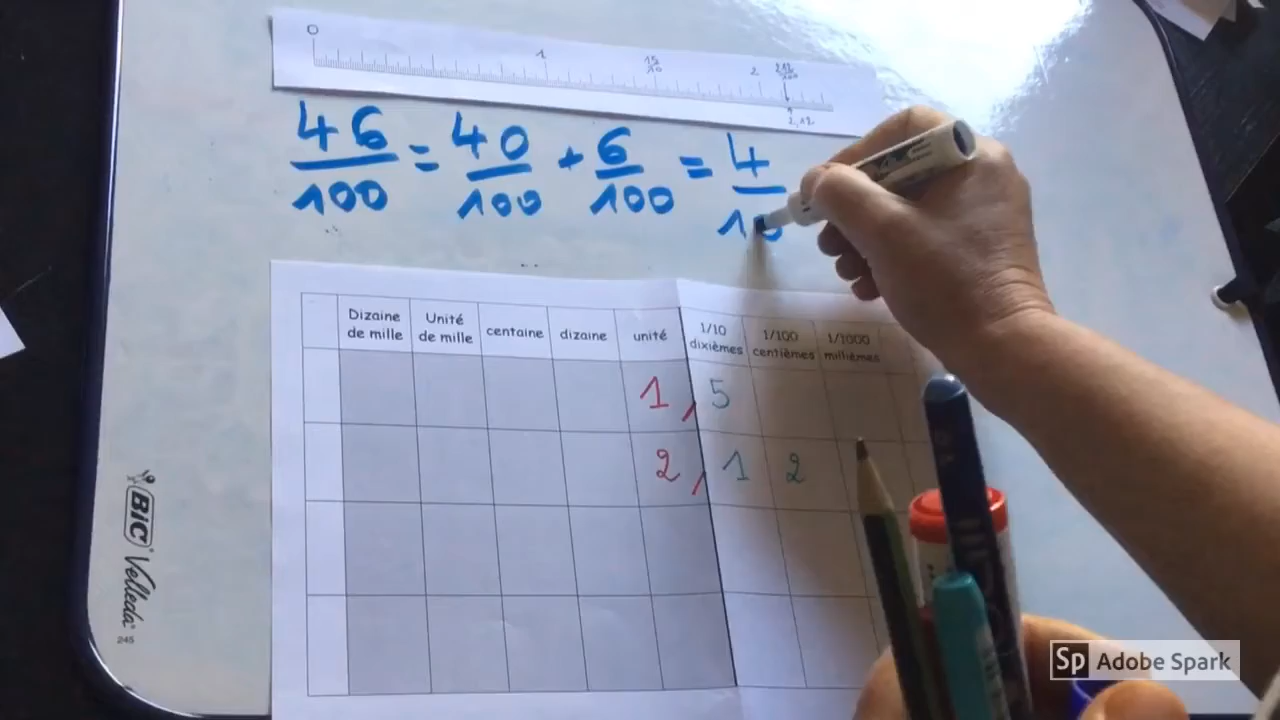 0 1 15/10 2 212/100
2,12
46/100 = 40/100 + 6/100 = 4/10
Dizaine de mille Unité de mille centaine dizaine unité 1/10 dixièmes 1/100 centièmes 1/1000 millièmes
1,5
2,12
BIC Velleda
245
Sp Adobe Spark